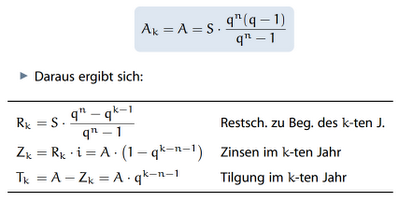 A_k = A = S · q^n(q − 1) / q^n − 1
▶ Daraus ergibt sich:
R_k = S · q^n − q^{k−1} / q^n − 1 Restsch. zu Beg. des k-ten J.
Z_k = R_k · i = A · (1 − q^{k−n−1}) Zinsen im k-ten Jahr
T_k = A − Z_k = A · q^{k−n−1} Tilgung im k-ten Jahr